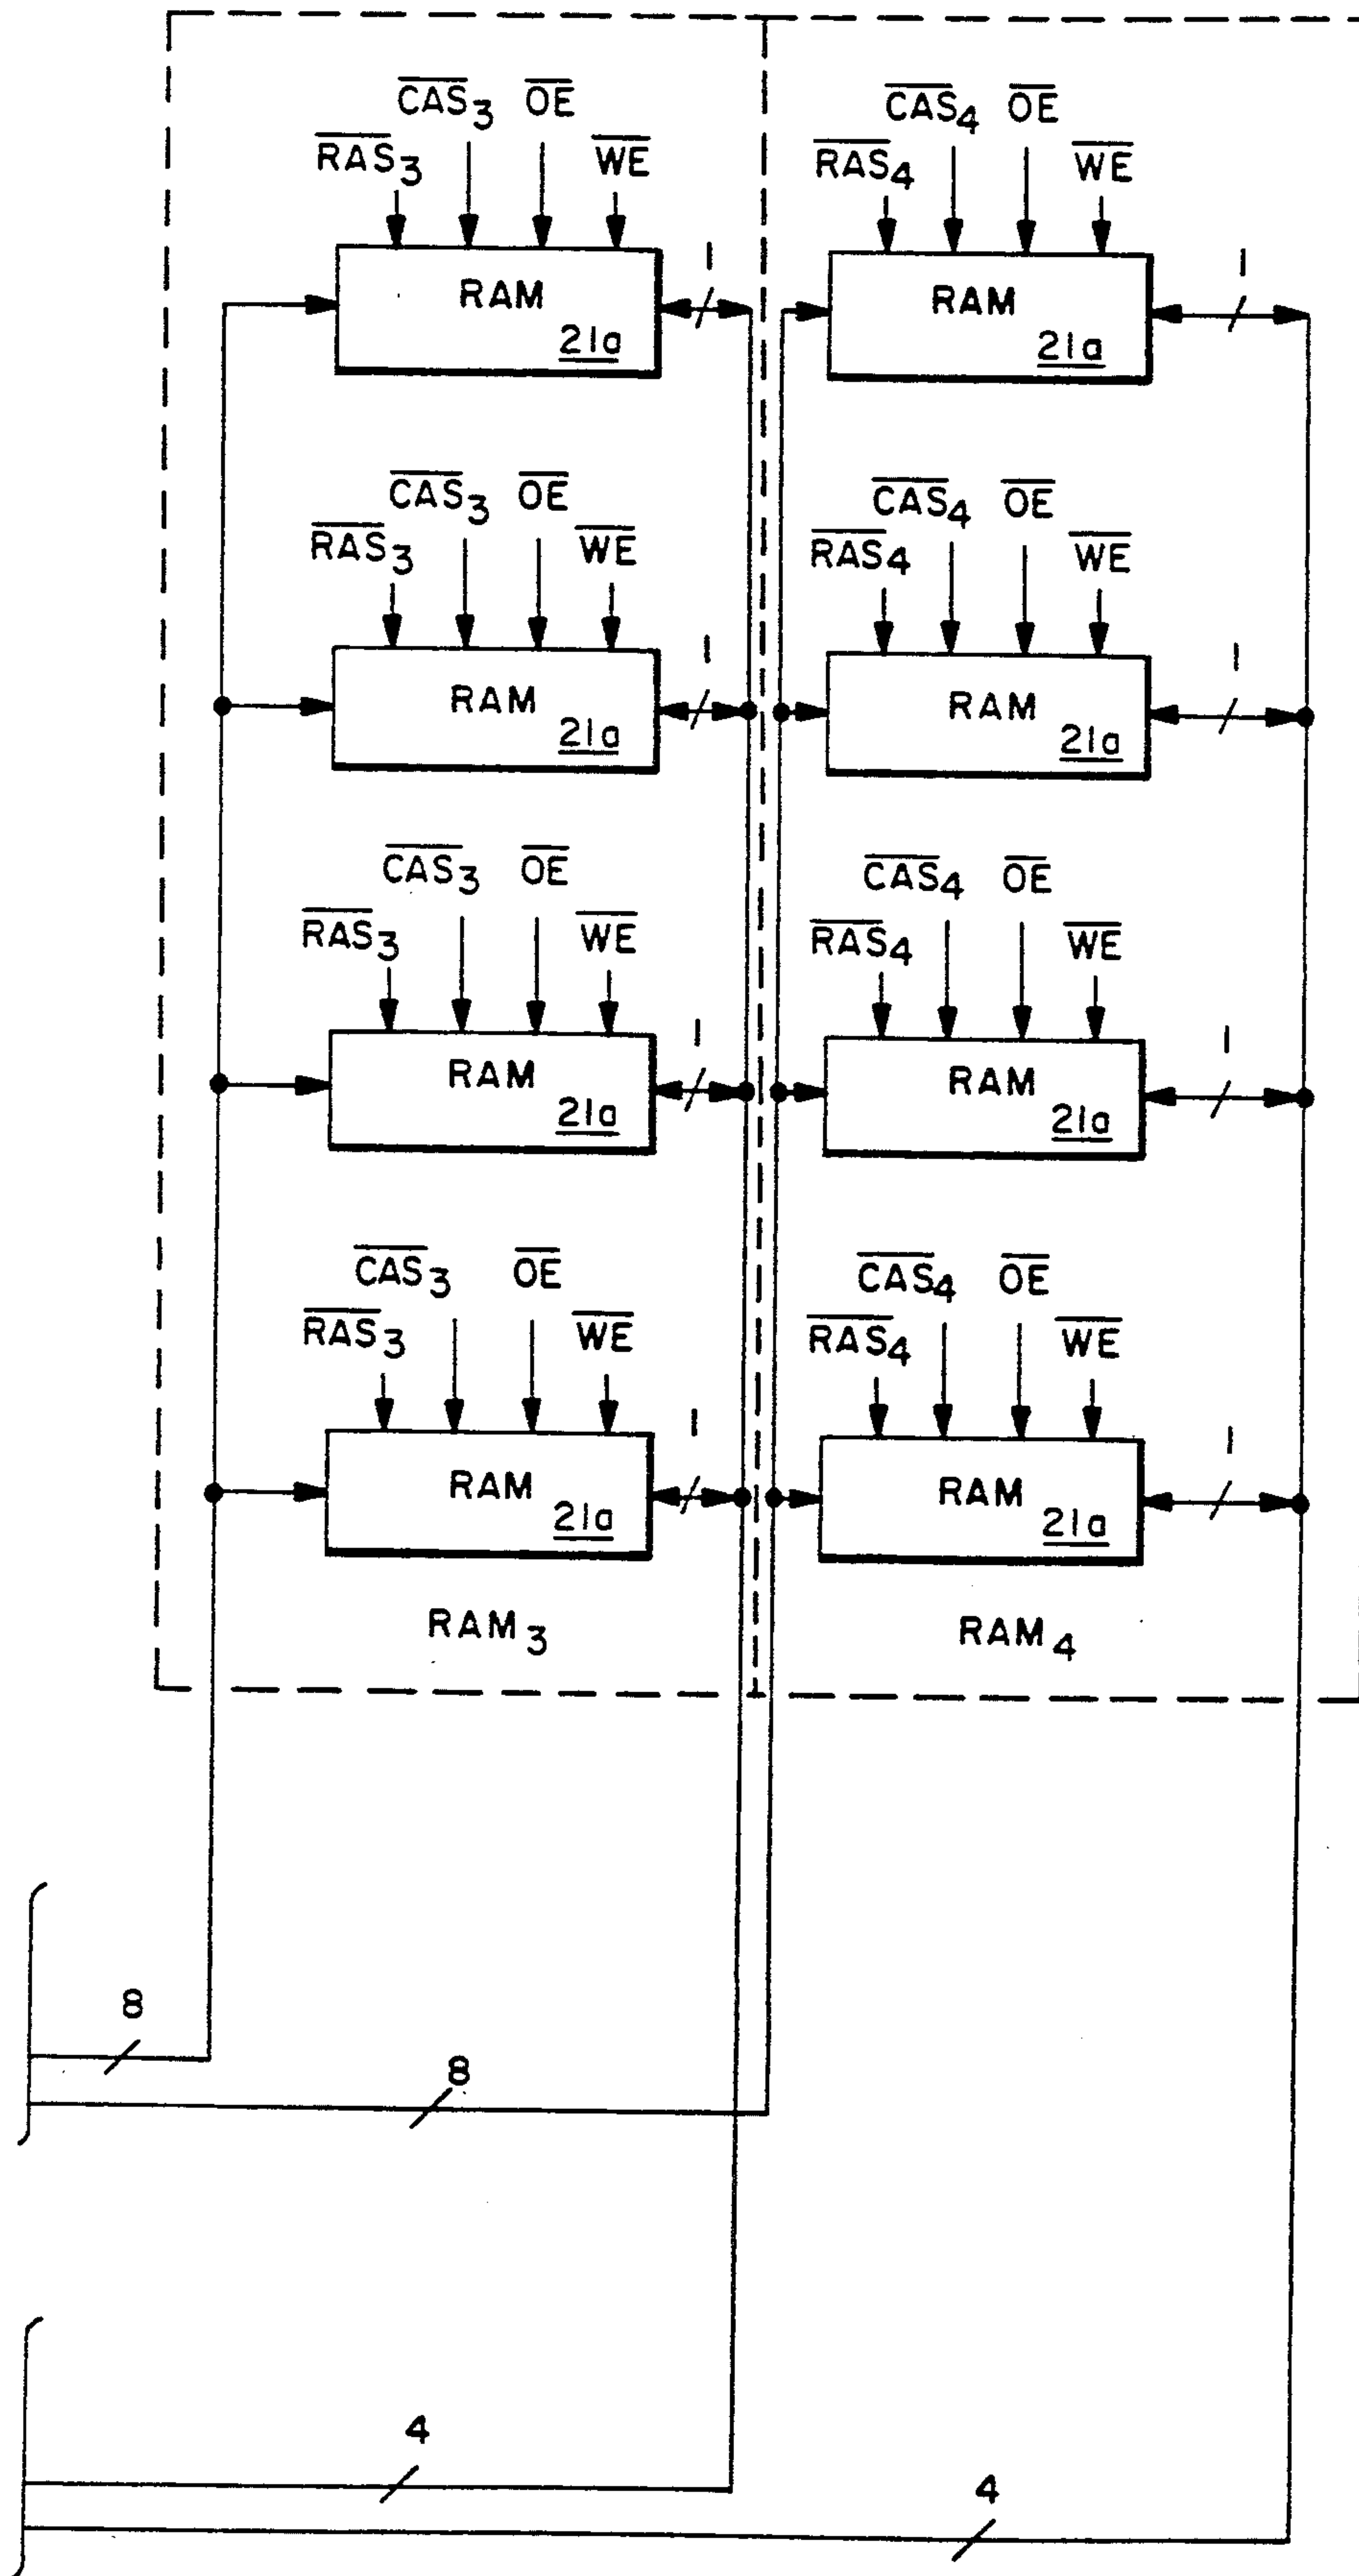 CAS3 OE CAS4 OE
RAS3 WE RAS4 WE
RAM 1 RAM 1
21a 21a
CAS3 OE CAS4 OE
RAS3 WE RAS4 WE
RAM 1 RAM 1
21a 21a
CAS3 OE CAS4 OE
RAS3 WE RAS4 WE
RAM 1 RAM 1
21a 21a
CAS3 OE CAS4 OE
RAS3 WE RAS4 WE
RAM 1 RAM 1
21a 21a
RAM3 RAM4
8
8
4
4